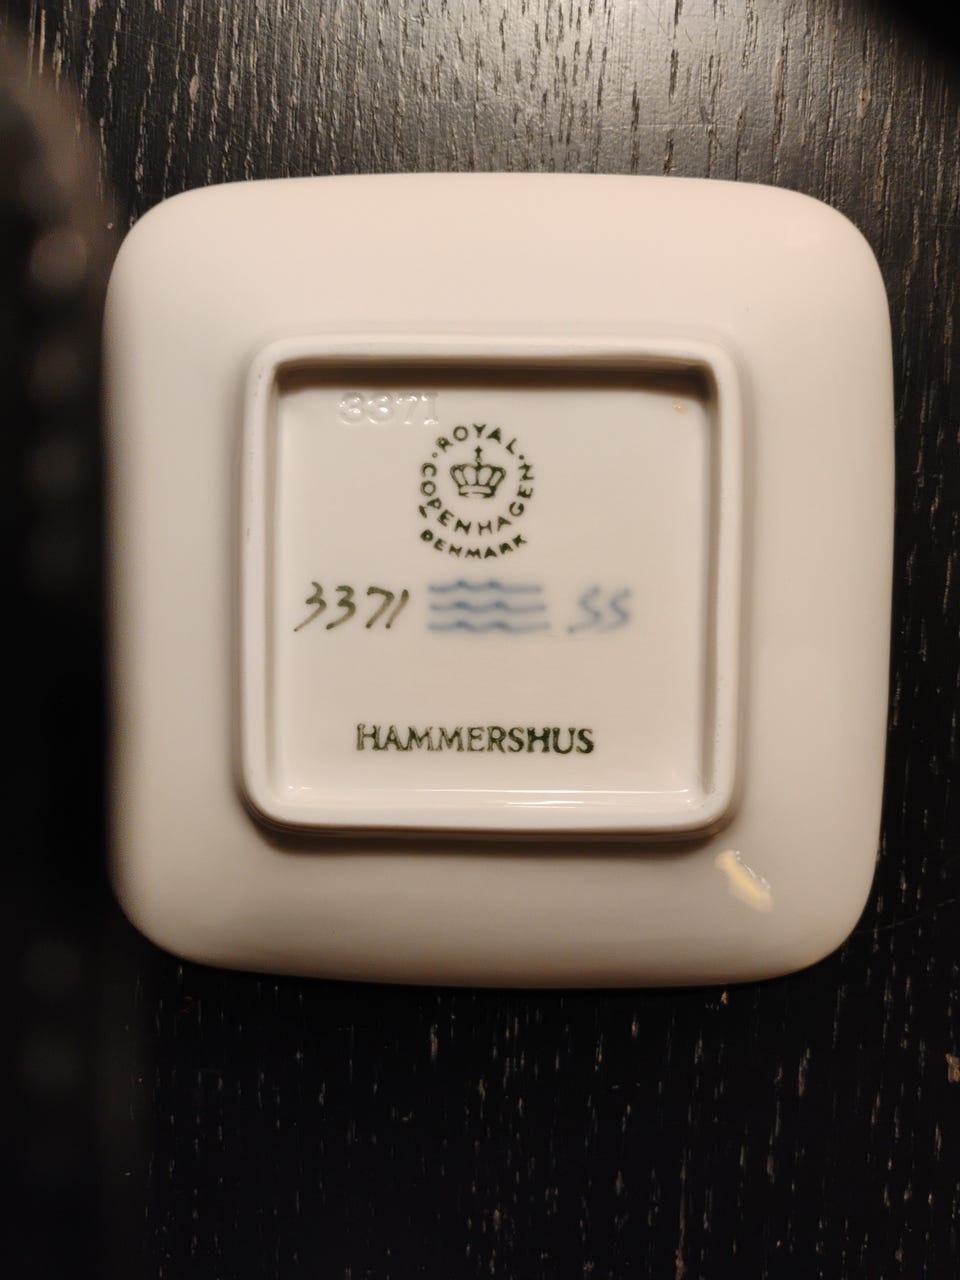 3371
ROYAL
COPENHAGEN
DENMARK
3371 SS
HAMMERSHUS